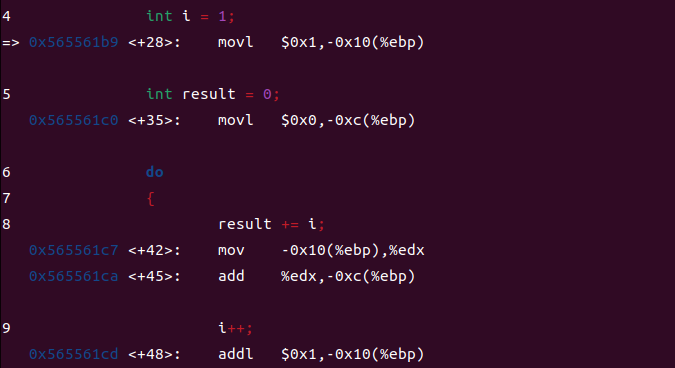 4 int i = 1;
=> 0x565561b9 <+28>: movl $0x1,-0x10(%ebp)
5 int result = 0;
0x565561c0 <+35>: movl $0x0,-0xc(%ebp)
6 do
7 {
8 result += i;
0x565561c7 <+42>: mov -0x10(%ebp),%edx
0x565561ca <+45>: add %edx,-0xc(%ebp)
9 i++;
0x565561cd <+48>: addl $0x1,-0x10(%ebp)